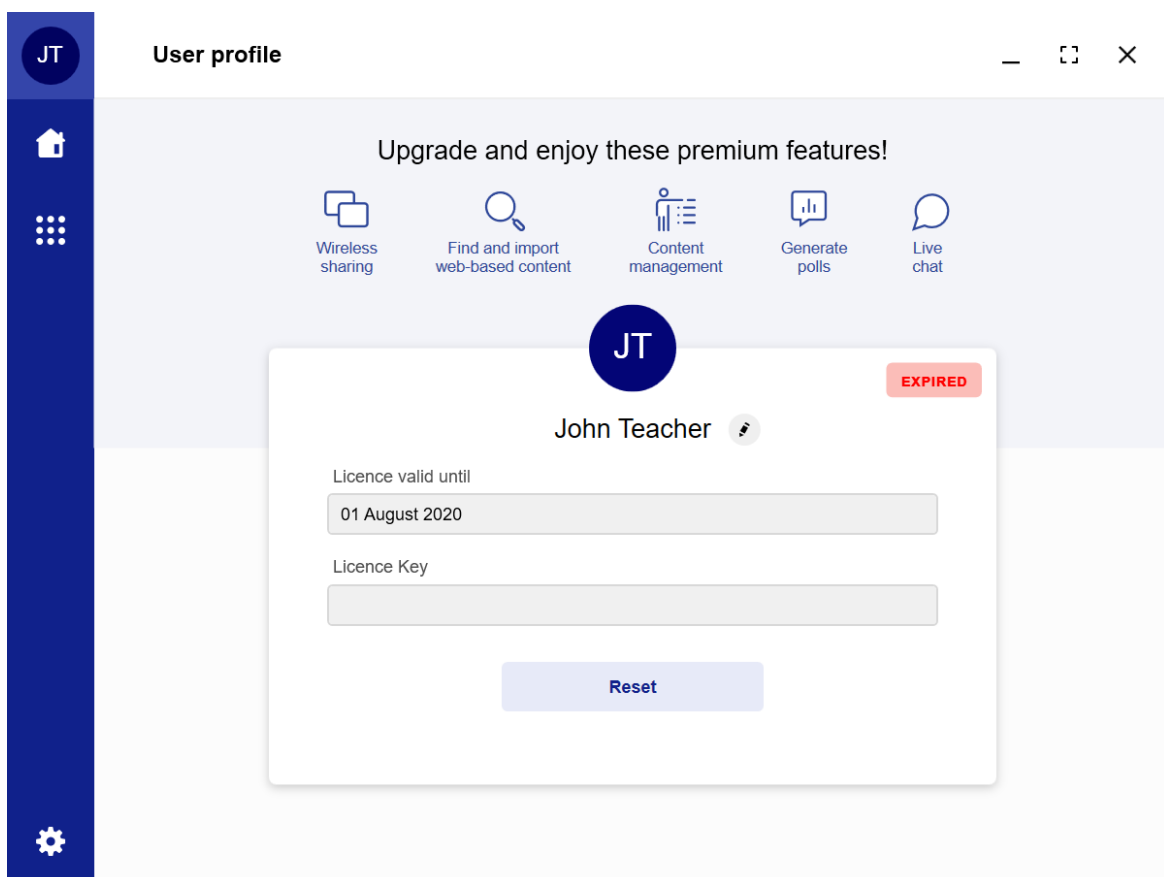 JT
User profile
Upgrade and enjoy these premium features!
Wireless
sharing
Find and import
web-based content
Content
management
Generate
polls
Live
chat
JT
EXPIRED
John Teacher
Licence valid until
01 August 2020
Licence Key
Reset